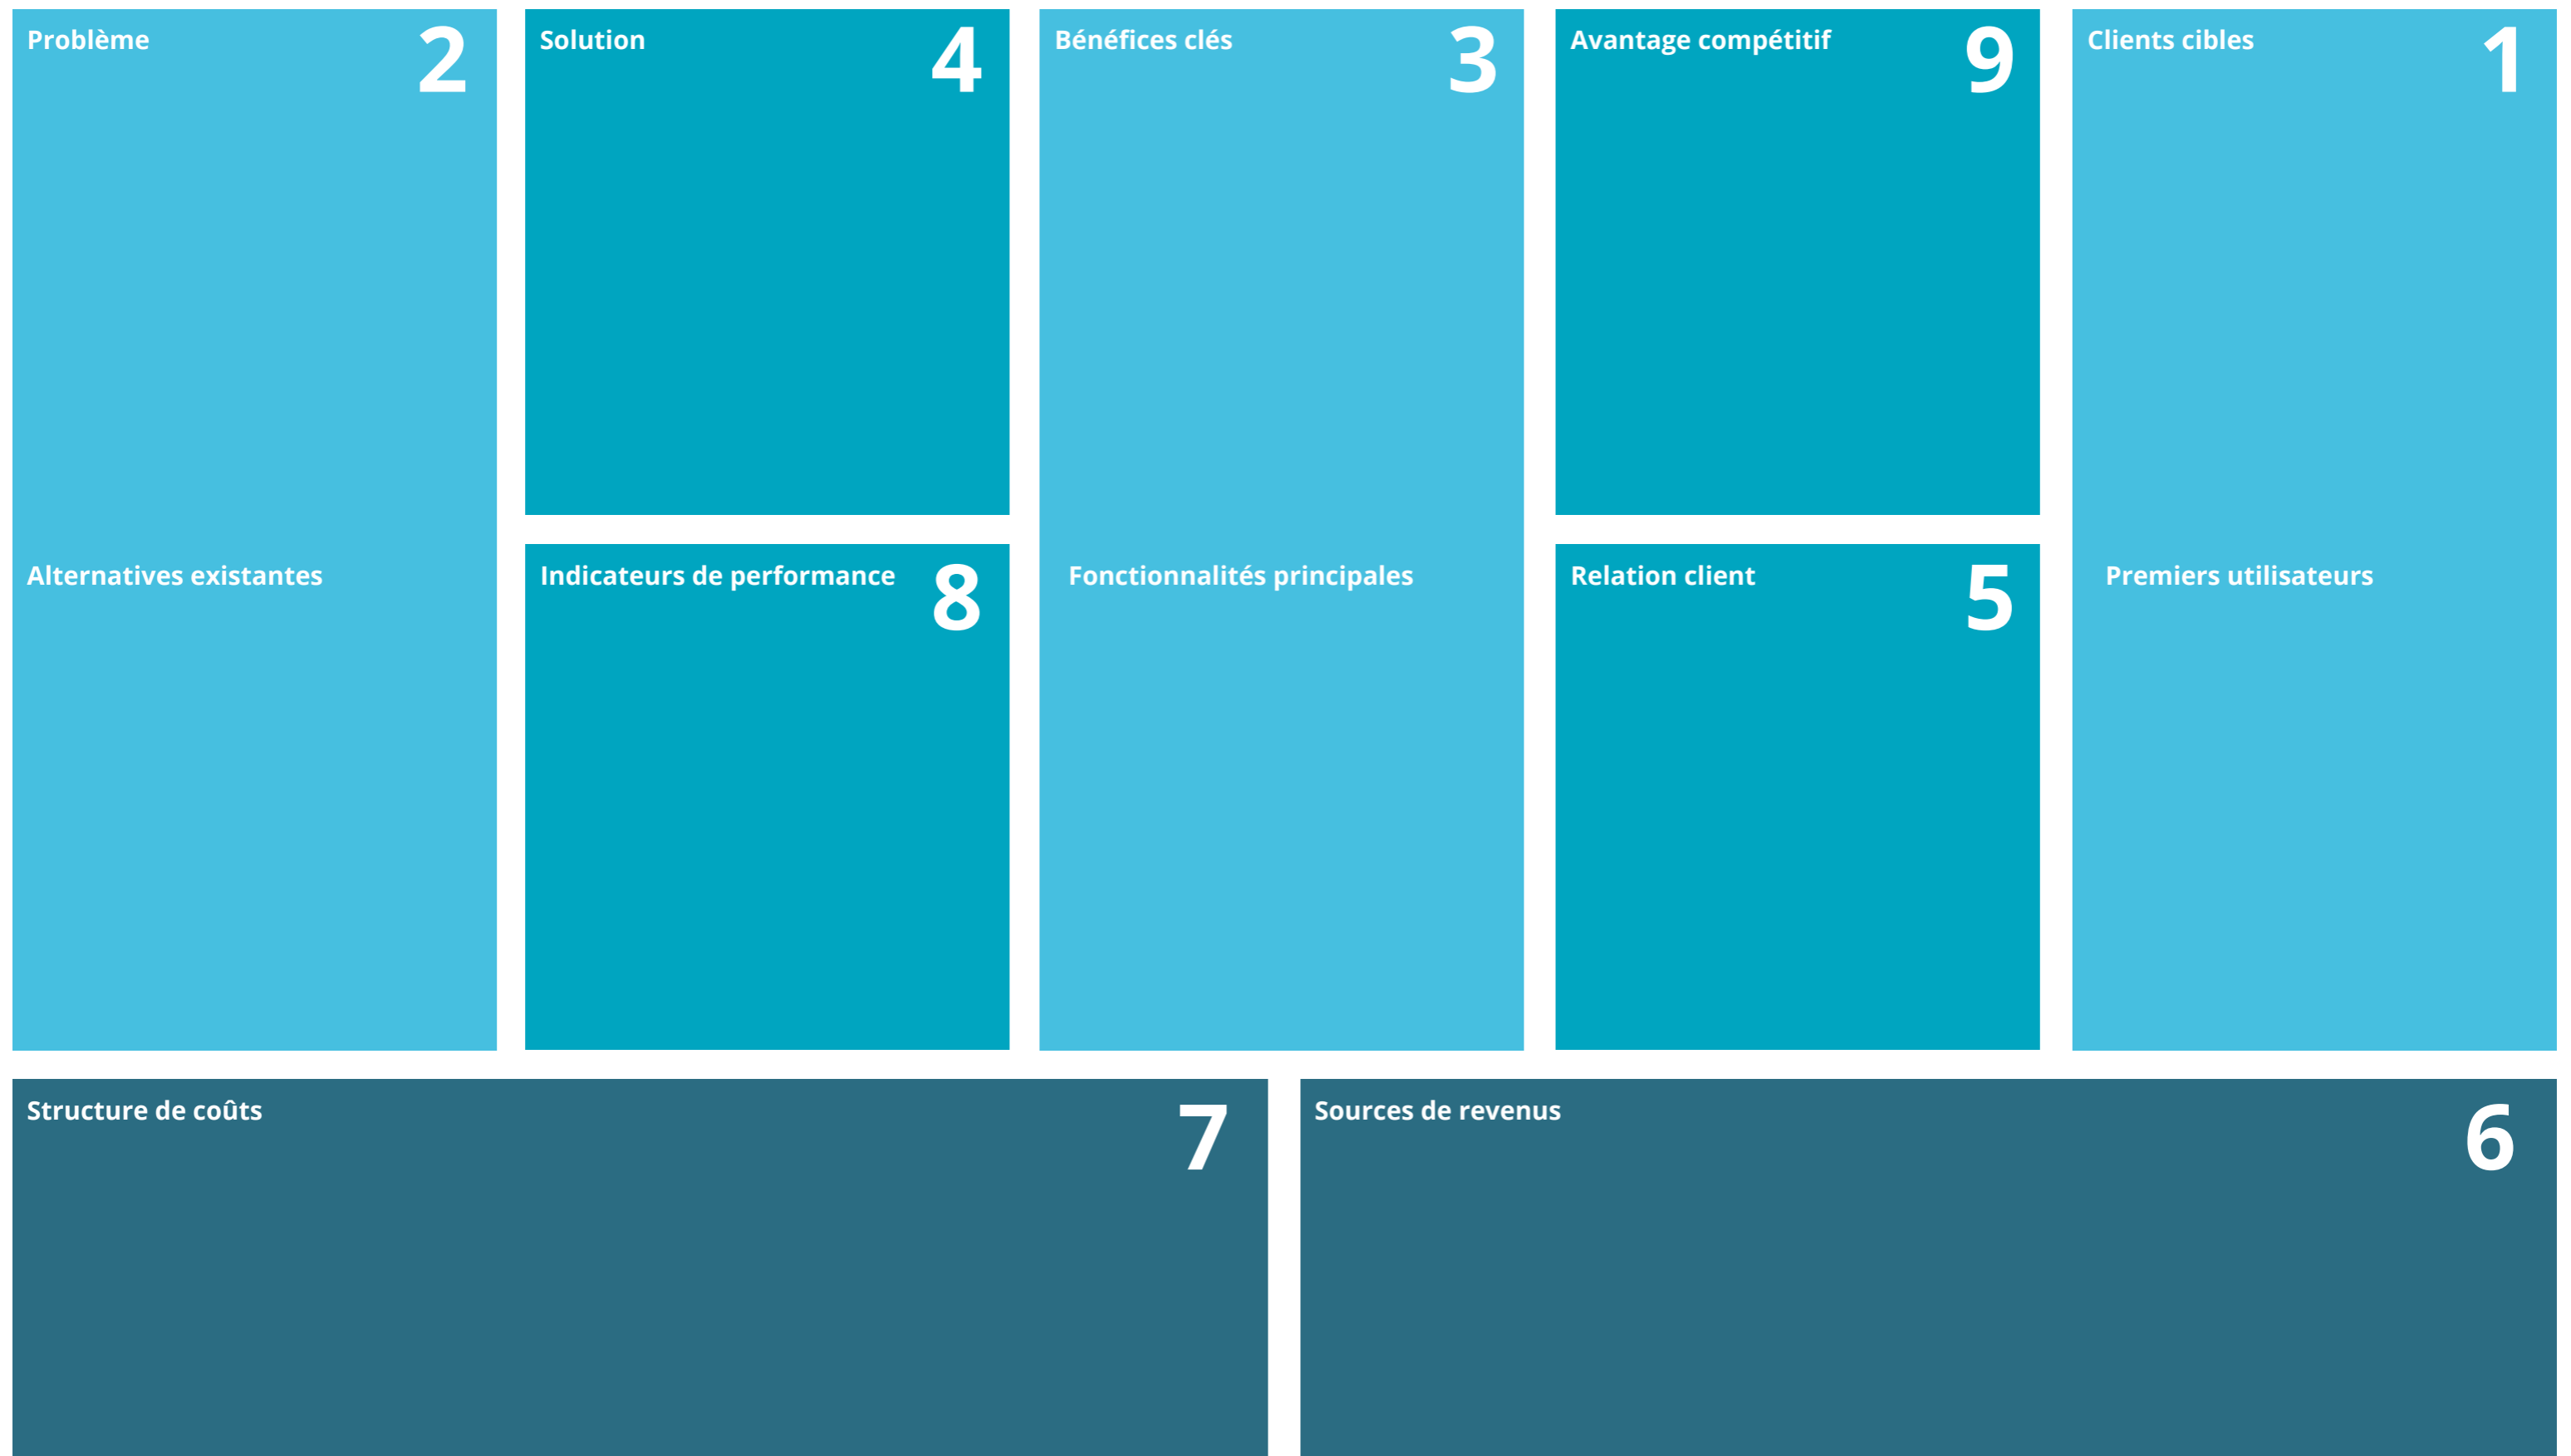 Problème
2
Alternatives existantes
Solution
4
Indicateurs de performance
8
Bénéfices clés
3
Fonctionnalités principales
Avantage compétitif
9
Relation client
5
Clients cibles
1
Premiers utilisateurs
Structure de coûts
7
Sources de revenus
6